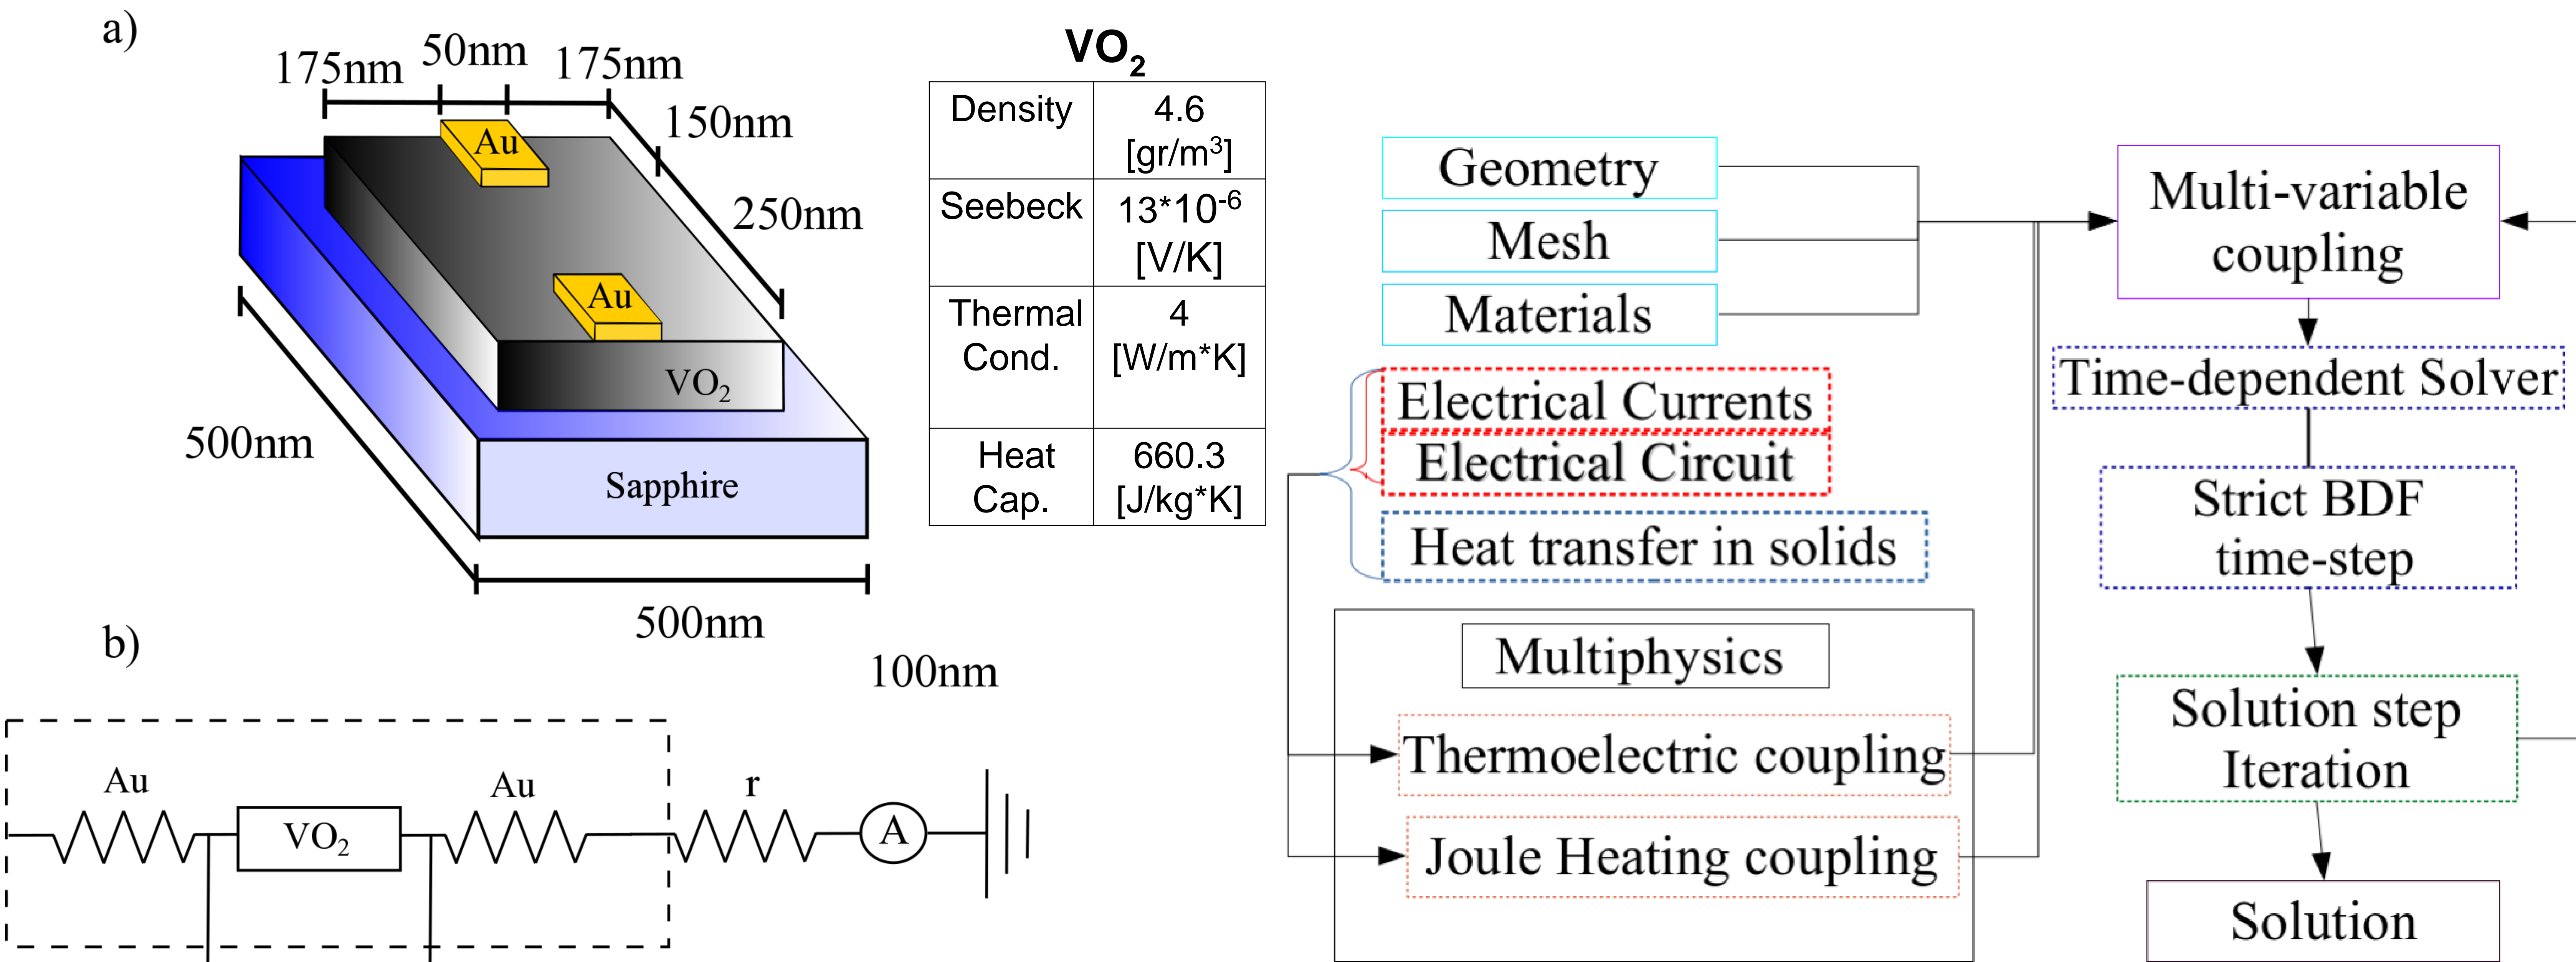 a)
175nm
50nm
175nm
150nm
250nm
Au
Au
VO₂
Sapphire
500nm
500nm
100nm
VO₂
Density
4.6
[gr/m³]
Seebeck
13*10⁻⁶
[V/K]
Thermal
Cond.
4
[W/m*K]
Heat
Cap.
660.3
[J/kg*K]
b)
Au
VO₂
Au
r
A
Geometry
Mesh
Materials
Electrical Currents
Electrical Circuit
Heat transfer in solids
Multiphysics
Thermoelectric coupling
Joule Heating coupling
Multi-variable
coupling
Time-dependent Solver
Strict BDF
time-step
Solution step
Iteration
Solution